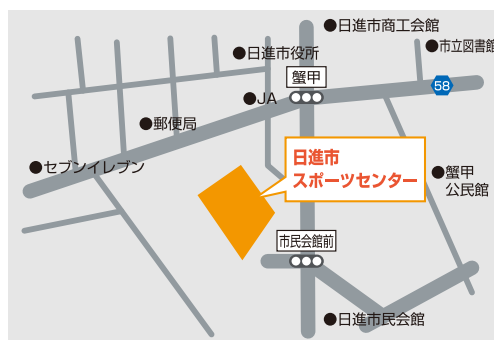 ●日進市商工会館
●市立図書館
●日進市役所
蟹甲
58
●JA
●郵便局
●セブンイレブン
日進市
スポーツセンター
●蟹甲
公民館
市民会館前
●日進市民会館